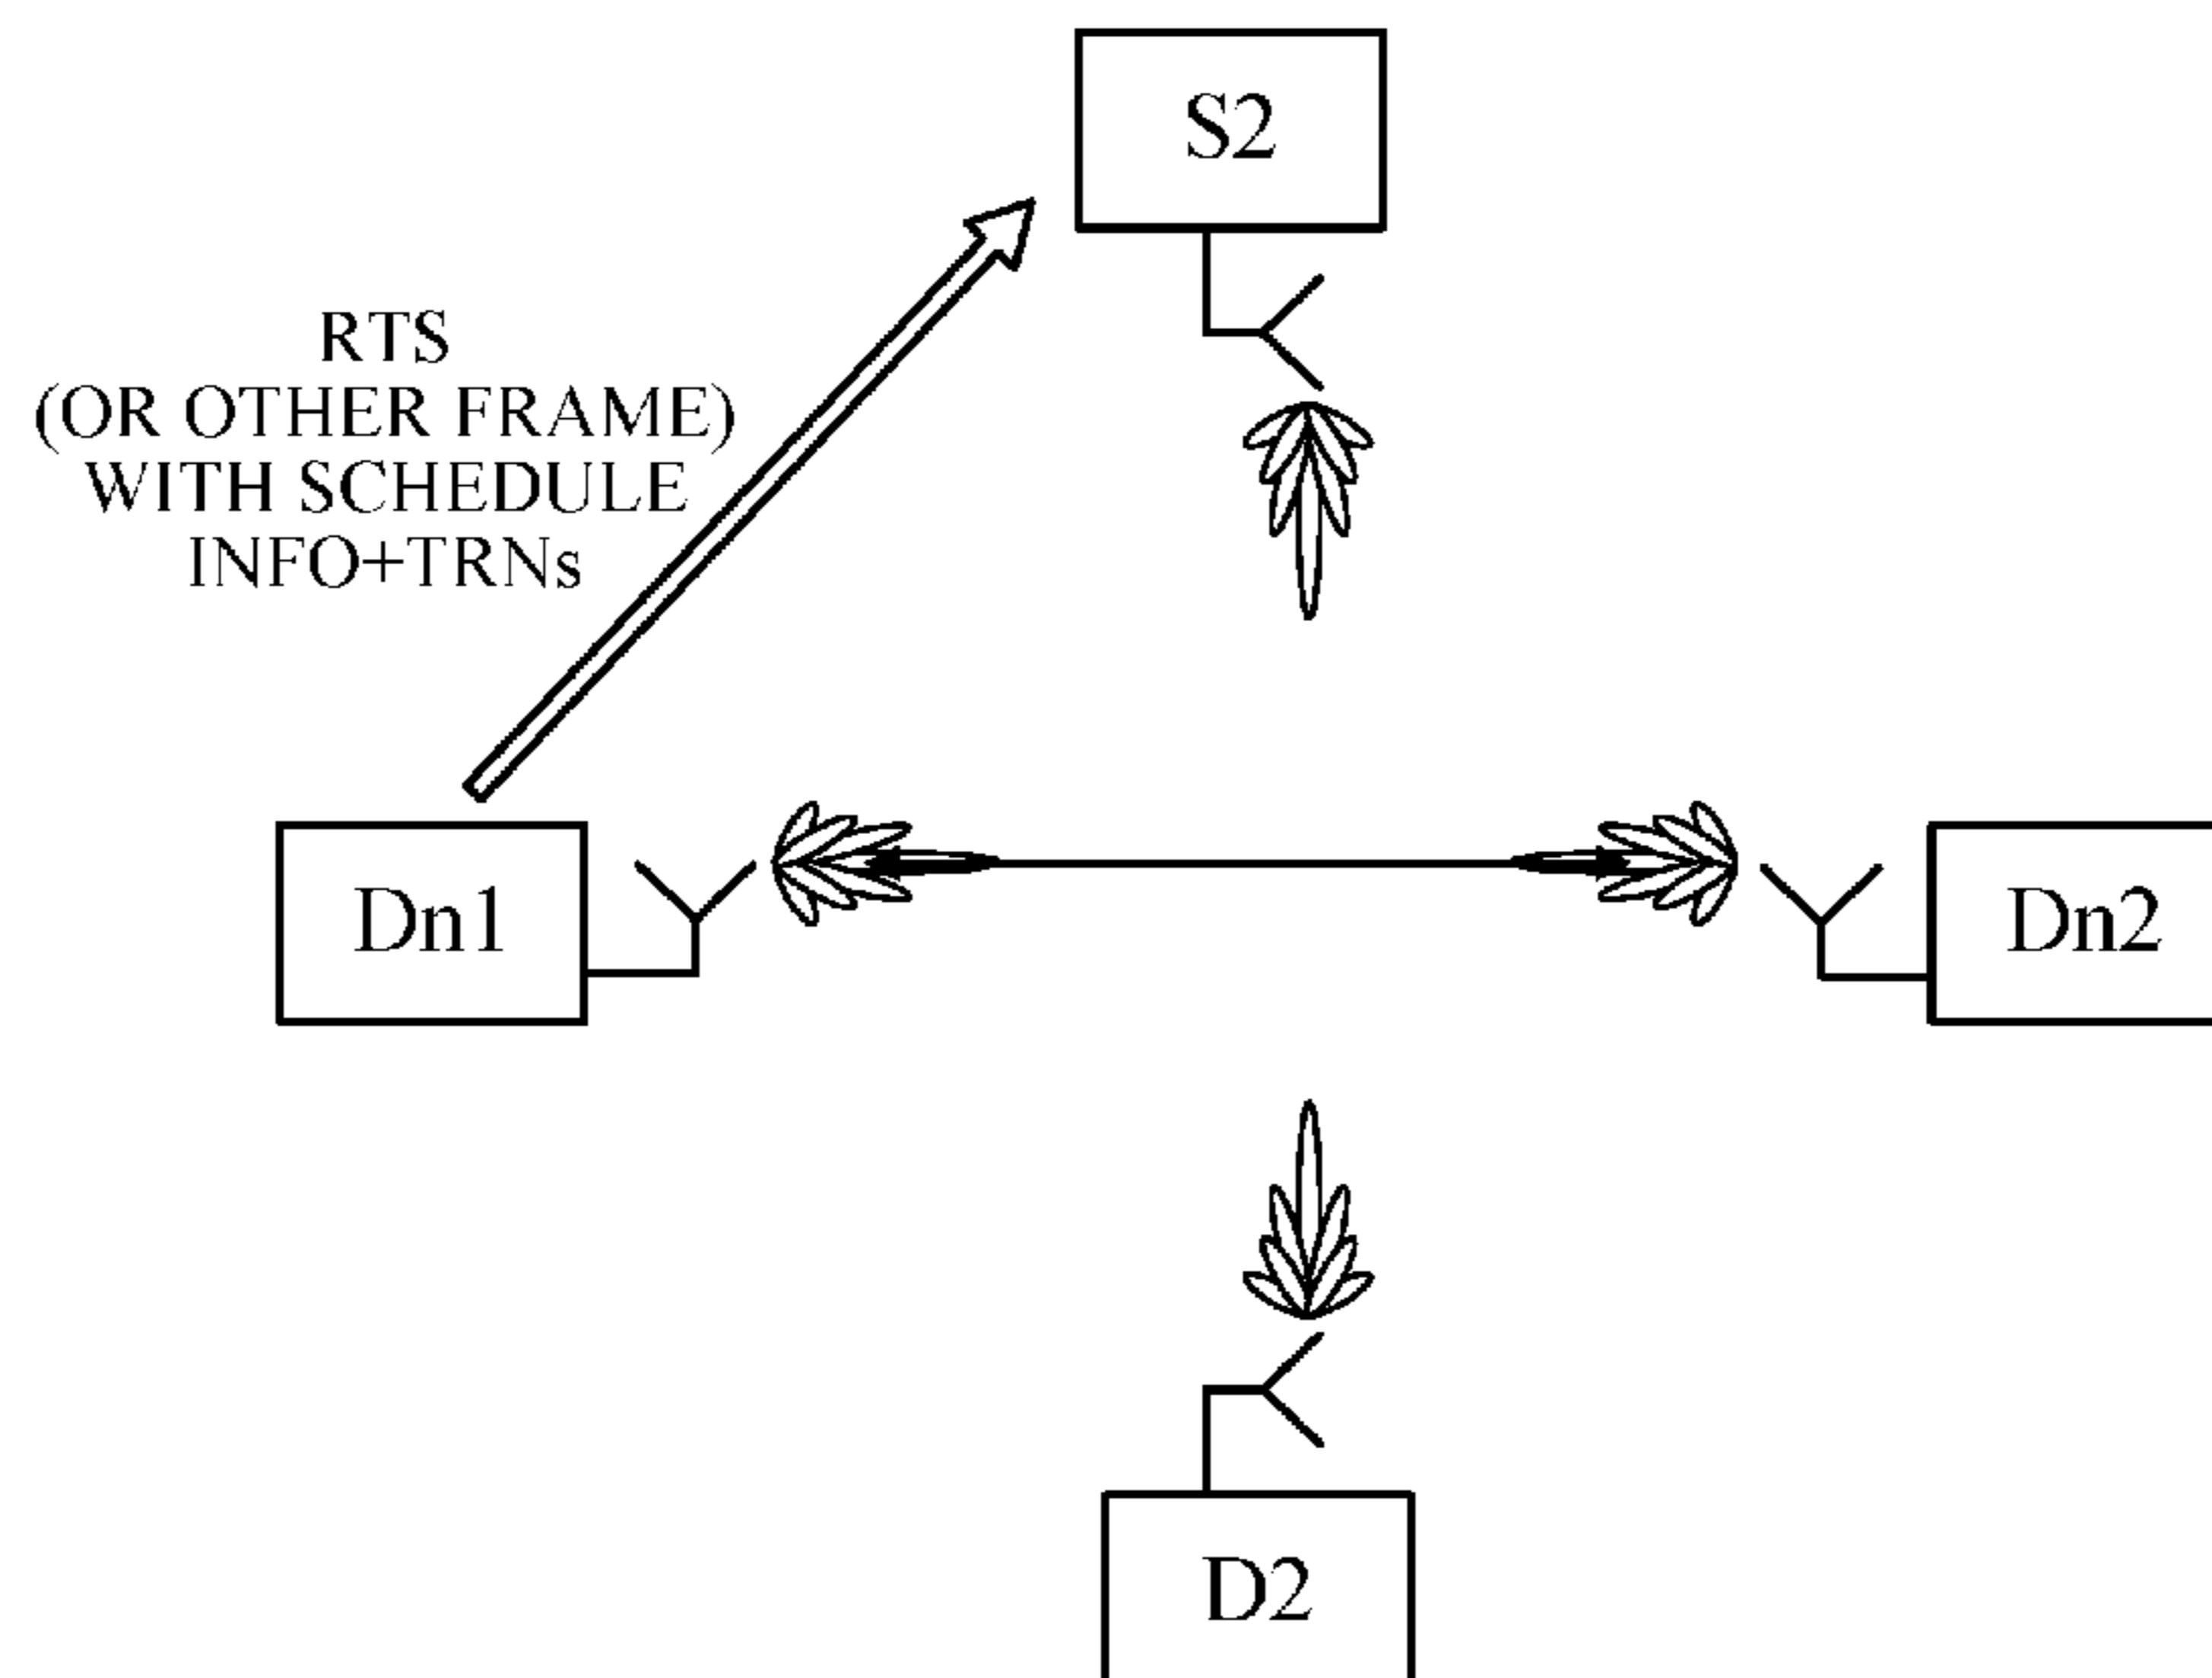 S2
RTS
(OR OTHER FRAME)
WITH SCHEDULE
INFO+TRNs
Dn1
Dn2
D2